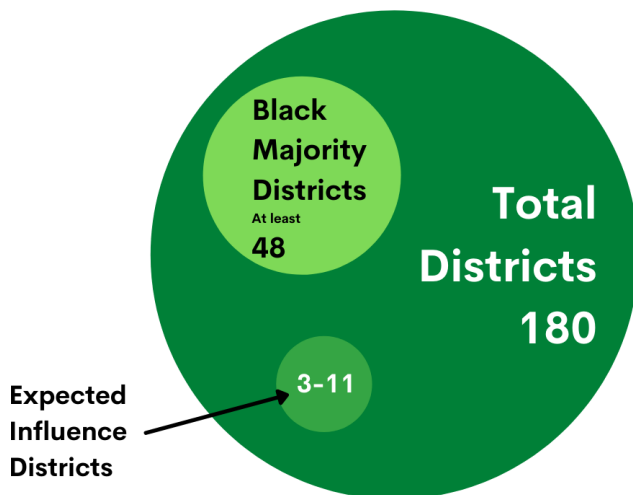 Black
Majority
Districts
At least
48
Total
Districts
180
3-11
Expected
Influence
Districts